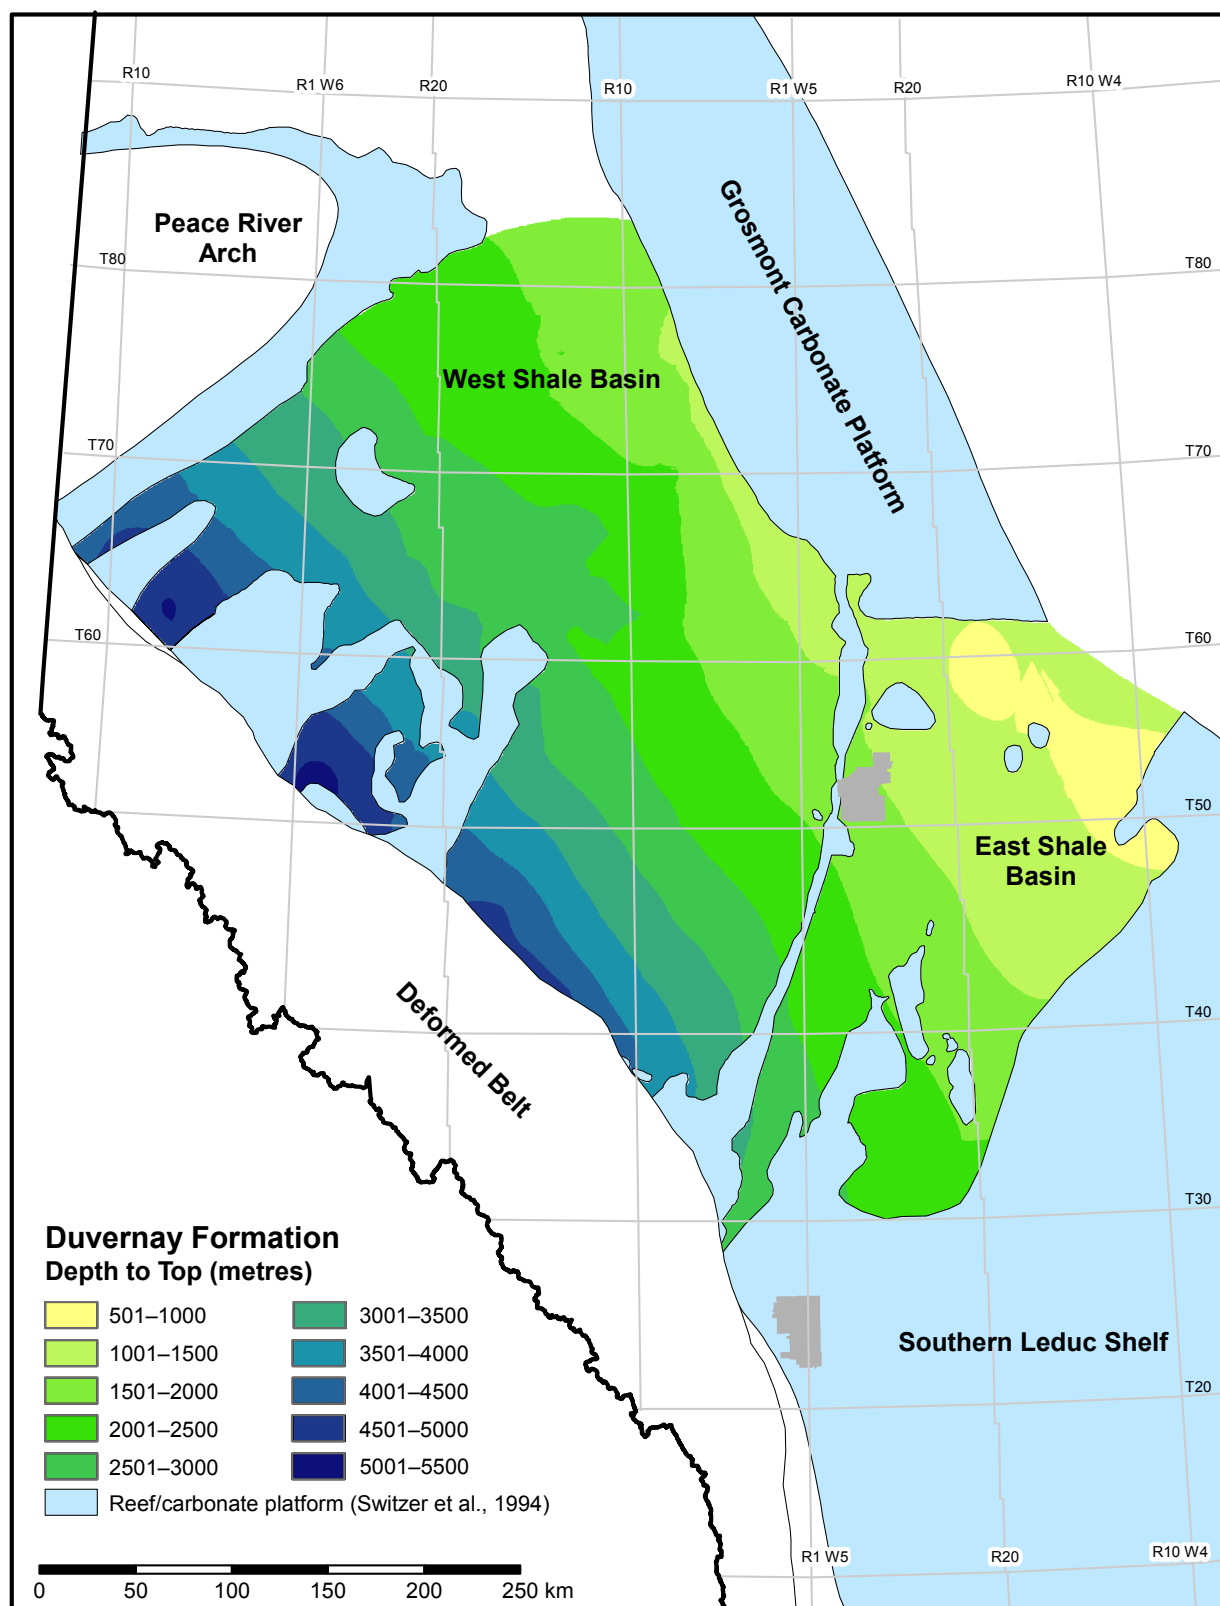 R10
R1 W6
R20
R10
R1 W5
R20
R10 W4
Peace River
Arch
Grosmont Carbonate Platform
T80
T80
West Shale Basin
T70
T70
T60
T60
T50
East Shale
Basin
Deformed Belt
T40
T30
Duvernay Formation
Depth to Top (metres)
501–1000
1001–1500
1501–2000
2001–2500
2501–3000
3001–3500
3501–4000
4001–4500
4501–5000
5001–5500
Reef/carbonate platform (Switzer et al., 1994)
Southern Leduc Shelf
T20
R1 W5
R20
R10 W4
0 50 100 150 200 250 km